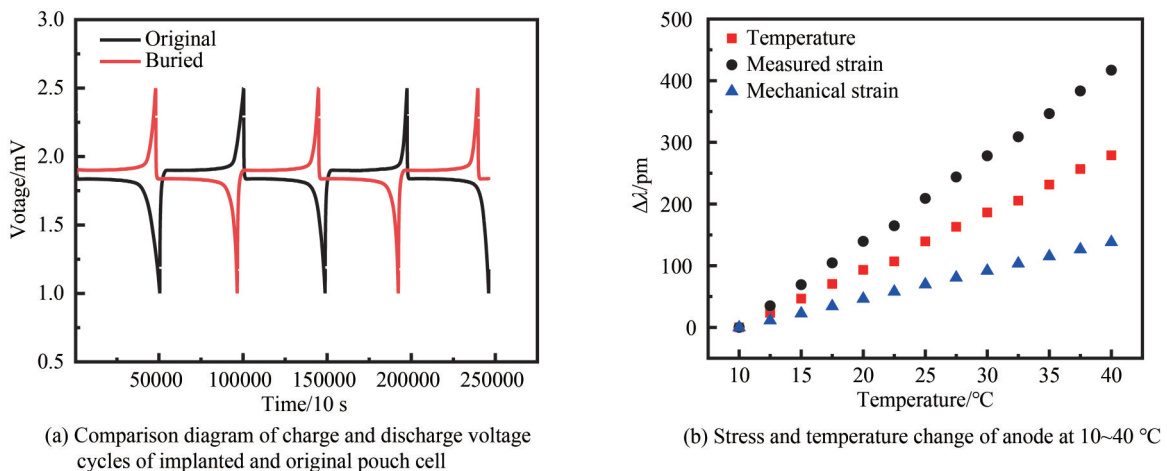 3.0
2.5
2.0
1.5
1.0
0.5
Votage/mV
Original
Buried
50000 100000 150000 200000 250000
Time/10 s
(a) Comparison diagram of charge and discharge voltage
cycles of implanted and original pouch cell
500
400
300
200
100
0
Δλ/pm
Temperature
Measured strain
Mechanical strain
10 15 20 25 30 35 40
Temperature/°C
(b) Stress and temperature change of anode at 10~40 °C